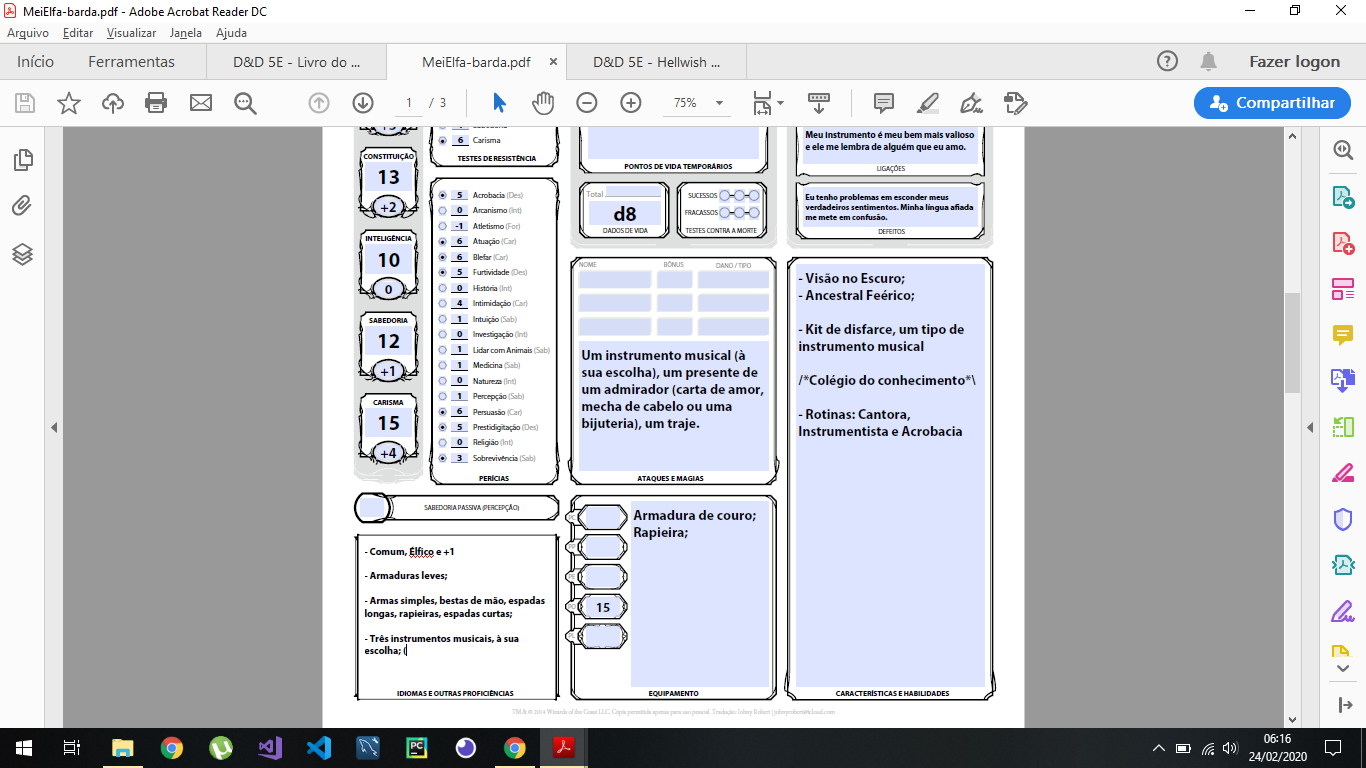 MeiElfa-barda.pdf - Adobe Acrobat Reader DC
Arquivo Editar Visualizar Janela Ajuda
Início Ferramentas D&D 5E - Livro do ... MeiElfa-barda.pdf × D&D 5E - Hellwish ... Fazer logon
1 / 3 75% Compartilhar
6 Carisma
TESTES DE RESISTÊNCIA
CONSTITUIÇÃO
13
+2
INTELIGÊNCIA
10
0
SABEDORIA
12
+1
CARISMA
15
+4
5 Acrobacia (Des)
0 Arcanismo (Int)
-1 Atletismo (For)
6 Atuação (Car)
6 Blefar (Car)
5 Furtividade (Des)
0 História (Int)
4 Intimidação (Car)
1 Intuição (Sab)
0 Investigação (Int)
1 Lidar com Animais (Sab)
1 Medicina (Sab)
0 Natureza (Int)
1 Percepção (Sab)
6 Persuasão (Car)
5 Prestidigitação (Des)
0 Religião (Int)
3 Sobrevivência (Sab)
PERÍCIAS
SABEDORIA PASSIVA (PERCEPÇÃO)
- Comum, Élfico e +1
- Armaduras leves;
- Armas simples, bestas de mão, espadas
longas, rapieiras, espadas curtas;
- Três instrumentos musicais, à sua
escolha; (
IDIOMAS E OUTRAS PROFICIÊNCIAS
PONTOS DE VIDA TEMPORÁRIOS
Total
d8
DADOS DE VIDA
SUCESSOS
FRACASSOS
TESTES CONTRA A MORTE
NOME BÔNUS DANO / TIPO
Um instrumento musical (à
sua escolha), um presente de
um admirador (carta de amor,
mecha de cabelo ou uma
bijuteria), um traje.
ATAQUES E MAGIAS
15
Armadura de couro;
Rapieira;
EQUIPAMENTO
Meu instrumento é meu bem mais valioso
e ele me lembra de alguém que eu amo.
LIGAÇÕES
Eu tenho problemas em esconder meus
verdadeiros sentimentos. Minha língua afiada
me mete em confusão.
DEFEITOS
- Visão no Escuro;
- Ancestral Feérico;
- Kit de disfarce, um tipo de
instrumento musical
/*Colégio do conhecimento*\
- Rotinas: Cantora,
Instrumentista e Acrobacia
CARACTERÍSTICAS E HABILIDADES
TM & © 2014 Wizards of the Coast LLC. Cópia permitida apenas para uso pessoal. Tradução:
06:16
24/02/2020